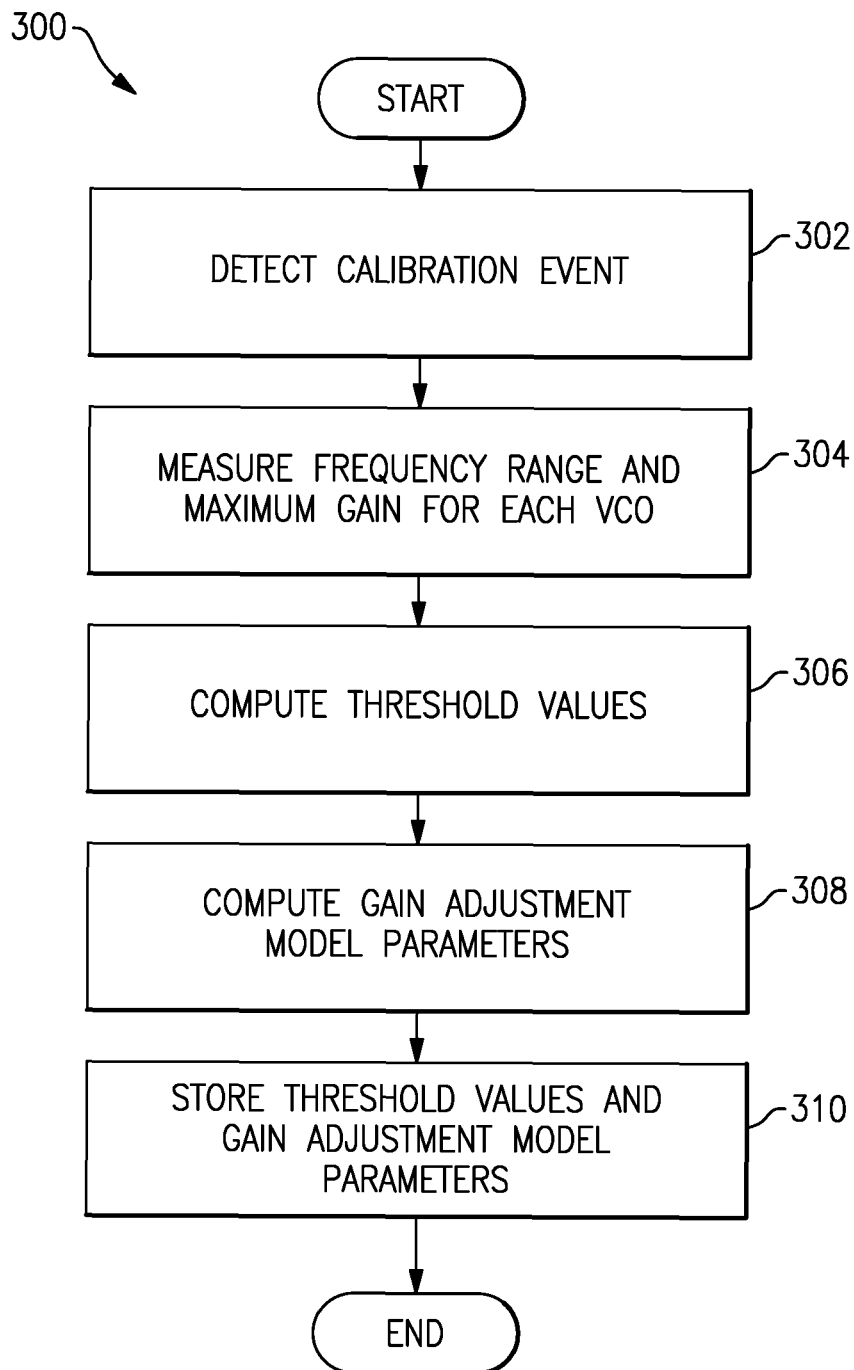 300
START
DETECT CALIBRATION EVENT
302
MEASURE FREQUENCY RANGE AND
MAXIMUM GAIN FOR EACH VCO
304
COMPUTE THRESHOLD VALUES
306
COMPUTE GAIN ADJUSTMENT
MODEL PARAMETERS
308
STORE THRESHOLD VALUES AND
GAIN ADJUSTMENT MODEL
PARAMETERS
310
END